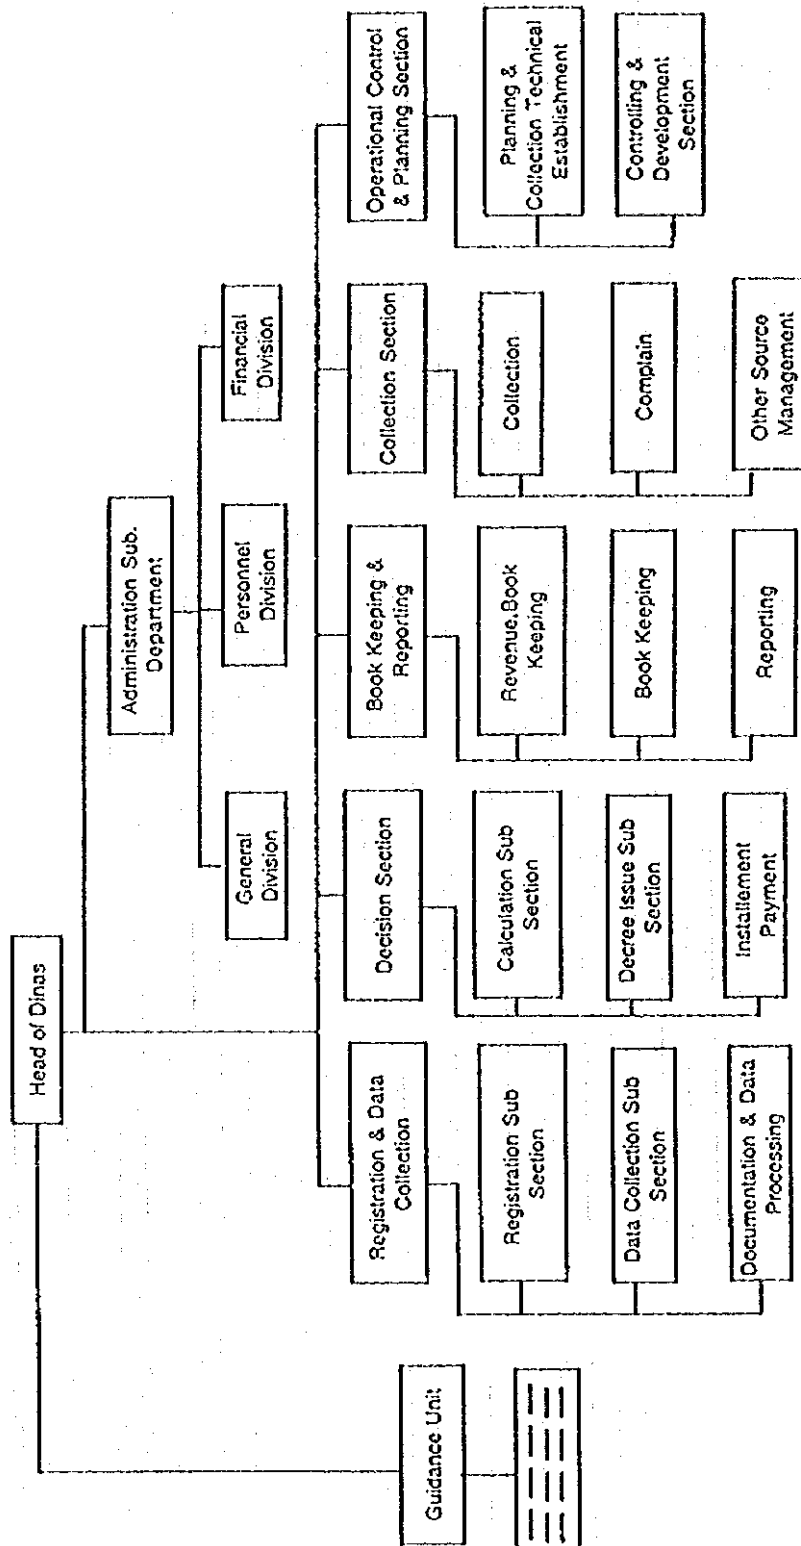 Head of Dinas
Administration Sub.
Department
General
Division
Personnel
Division
Financial
Division
Guidance Unit
Registration & Data
Collection
Registration Sub
Section
Data Collection Sub
Section
Documentation & Data
Processing
Decision Section
Calculation Sub
Section
Decree Issue Sub
Section
Installement
Payment
Book Keeping &
Reporting
Revenue.Book
Keeping
Book Keeping
Reporting
Collection Section
Collection
Complain
Other Source
Management
Operational Control
& Planning Section
Planning &
Collection Technical
Establishment
Controlling &
Development
Section